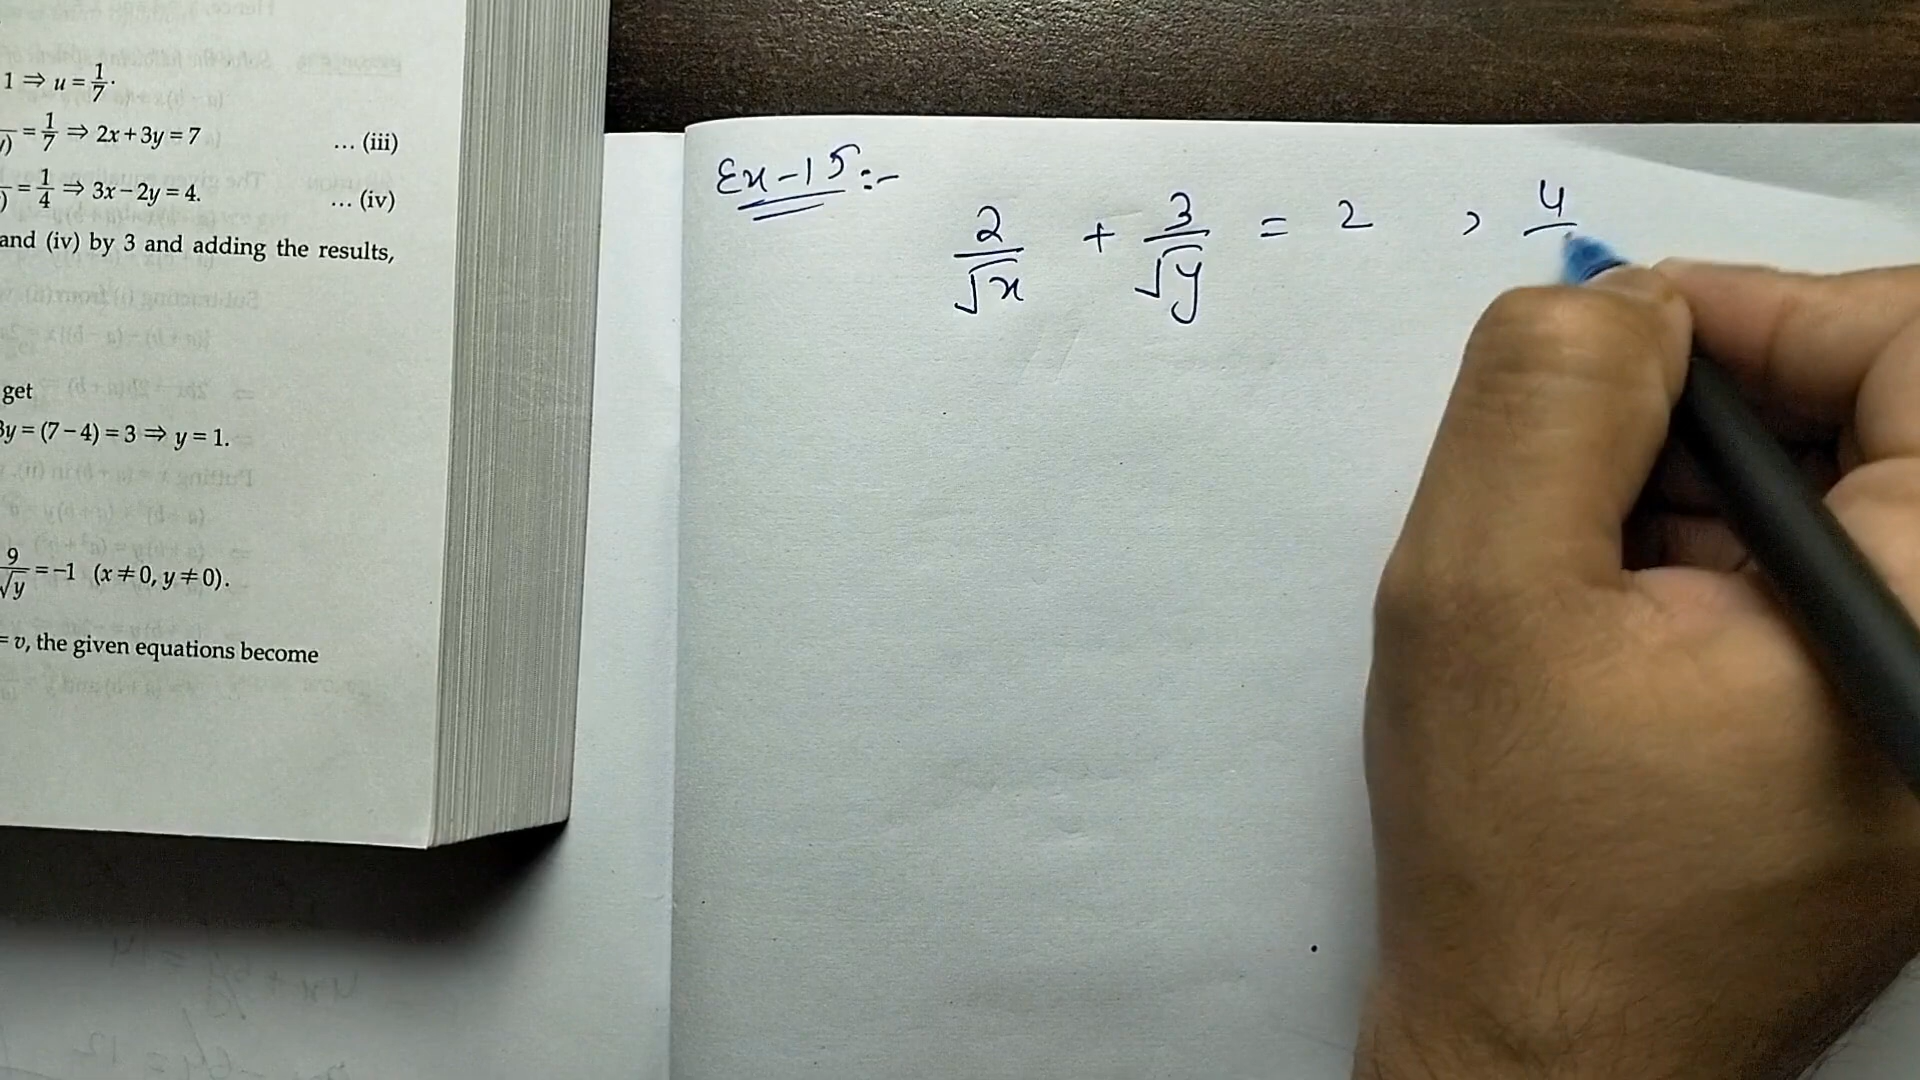 1 ⇒ u = 1/7.
= 1/7 ⇒ 2x + 3y = 7 ... (iii)
= 1/4 ⇒ 3x − 2y = 4. ... (iv)
and (iv) by 3 and adding the results,
get
3y = (7 − 4) = 3 ⇒ y = 1.
9/√y = −1 (x ≠ 0, y ≠ 0).
= v, the given equations become
Ex-15:-
2/√x + 3/√y = 2 , 4